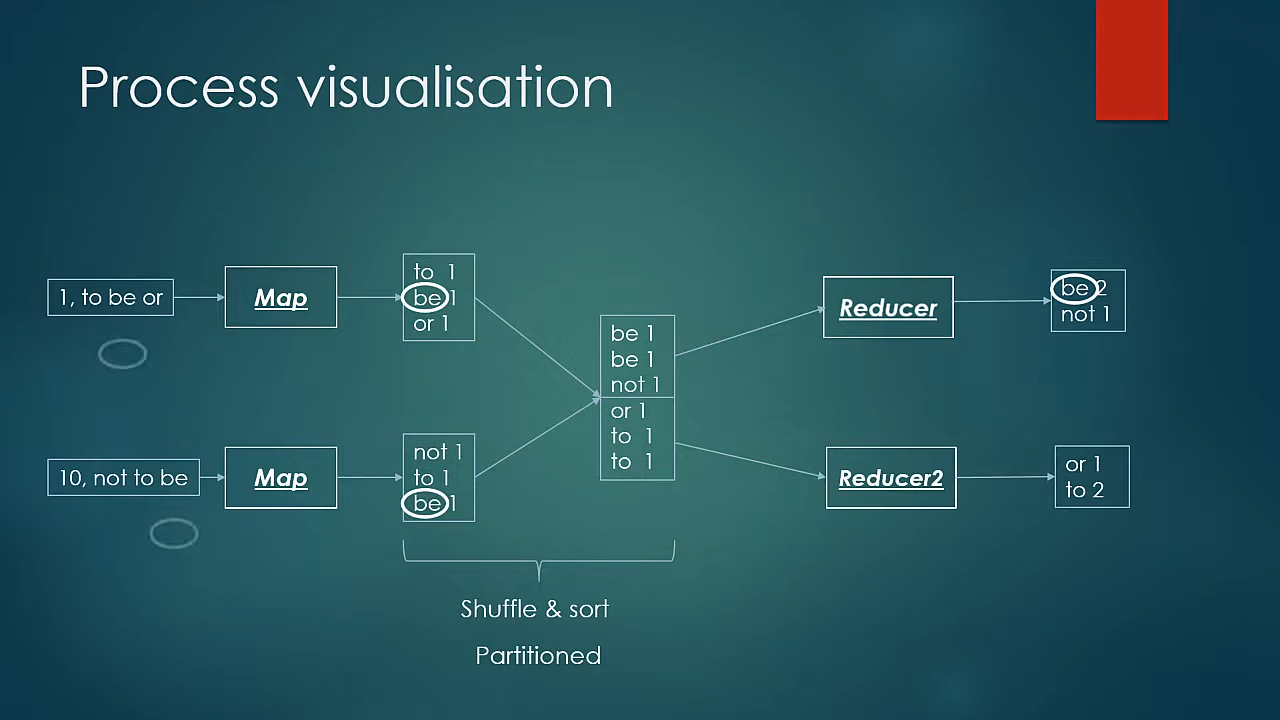 Process visualisation
1, to be or
Map
to 1
be 1
or 1
10, not to be
Map
not 1
to 1
be 1
be 1
be 1
not 1
or 1
to 1
to 1
Reducer
be 2
not 1
Reducer2
or 1
to 2
Shuffle & sort
Partitioned